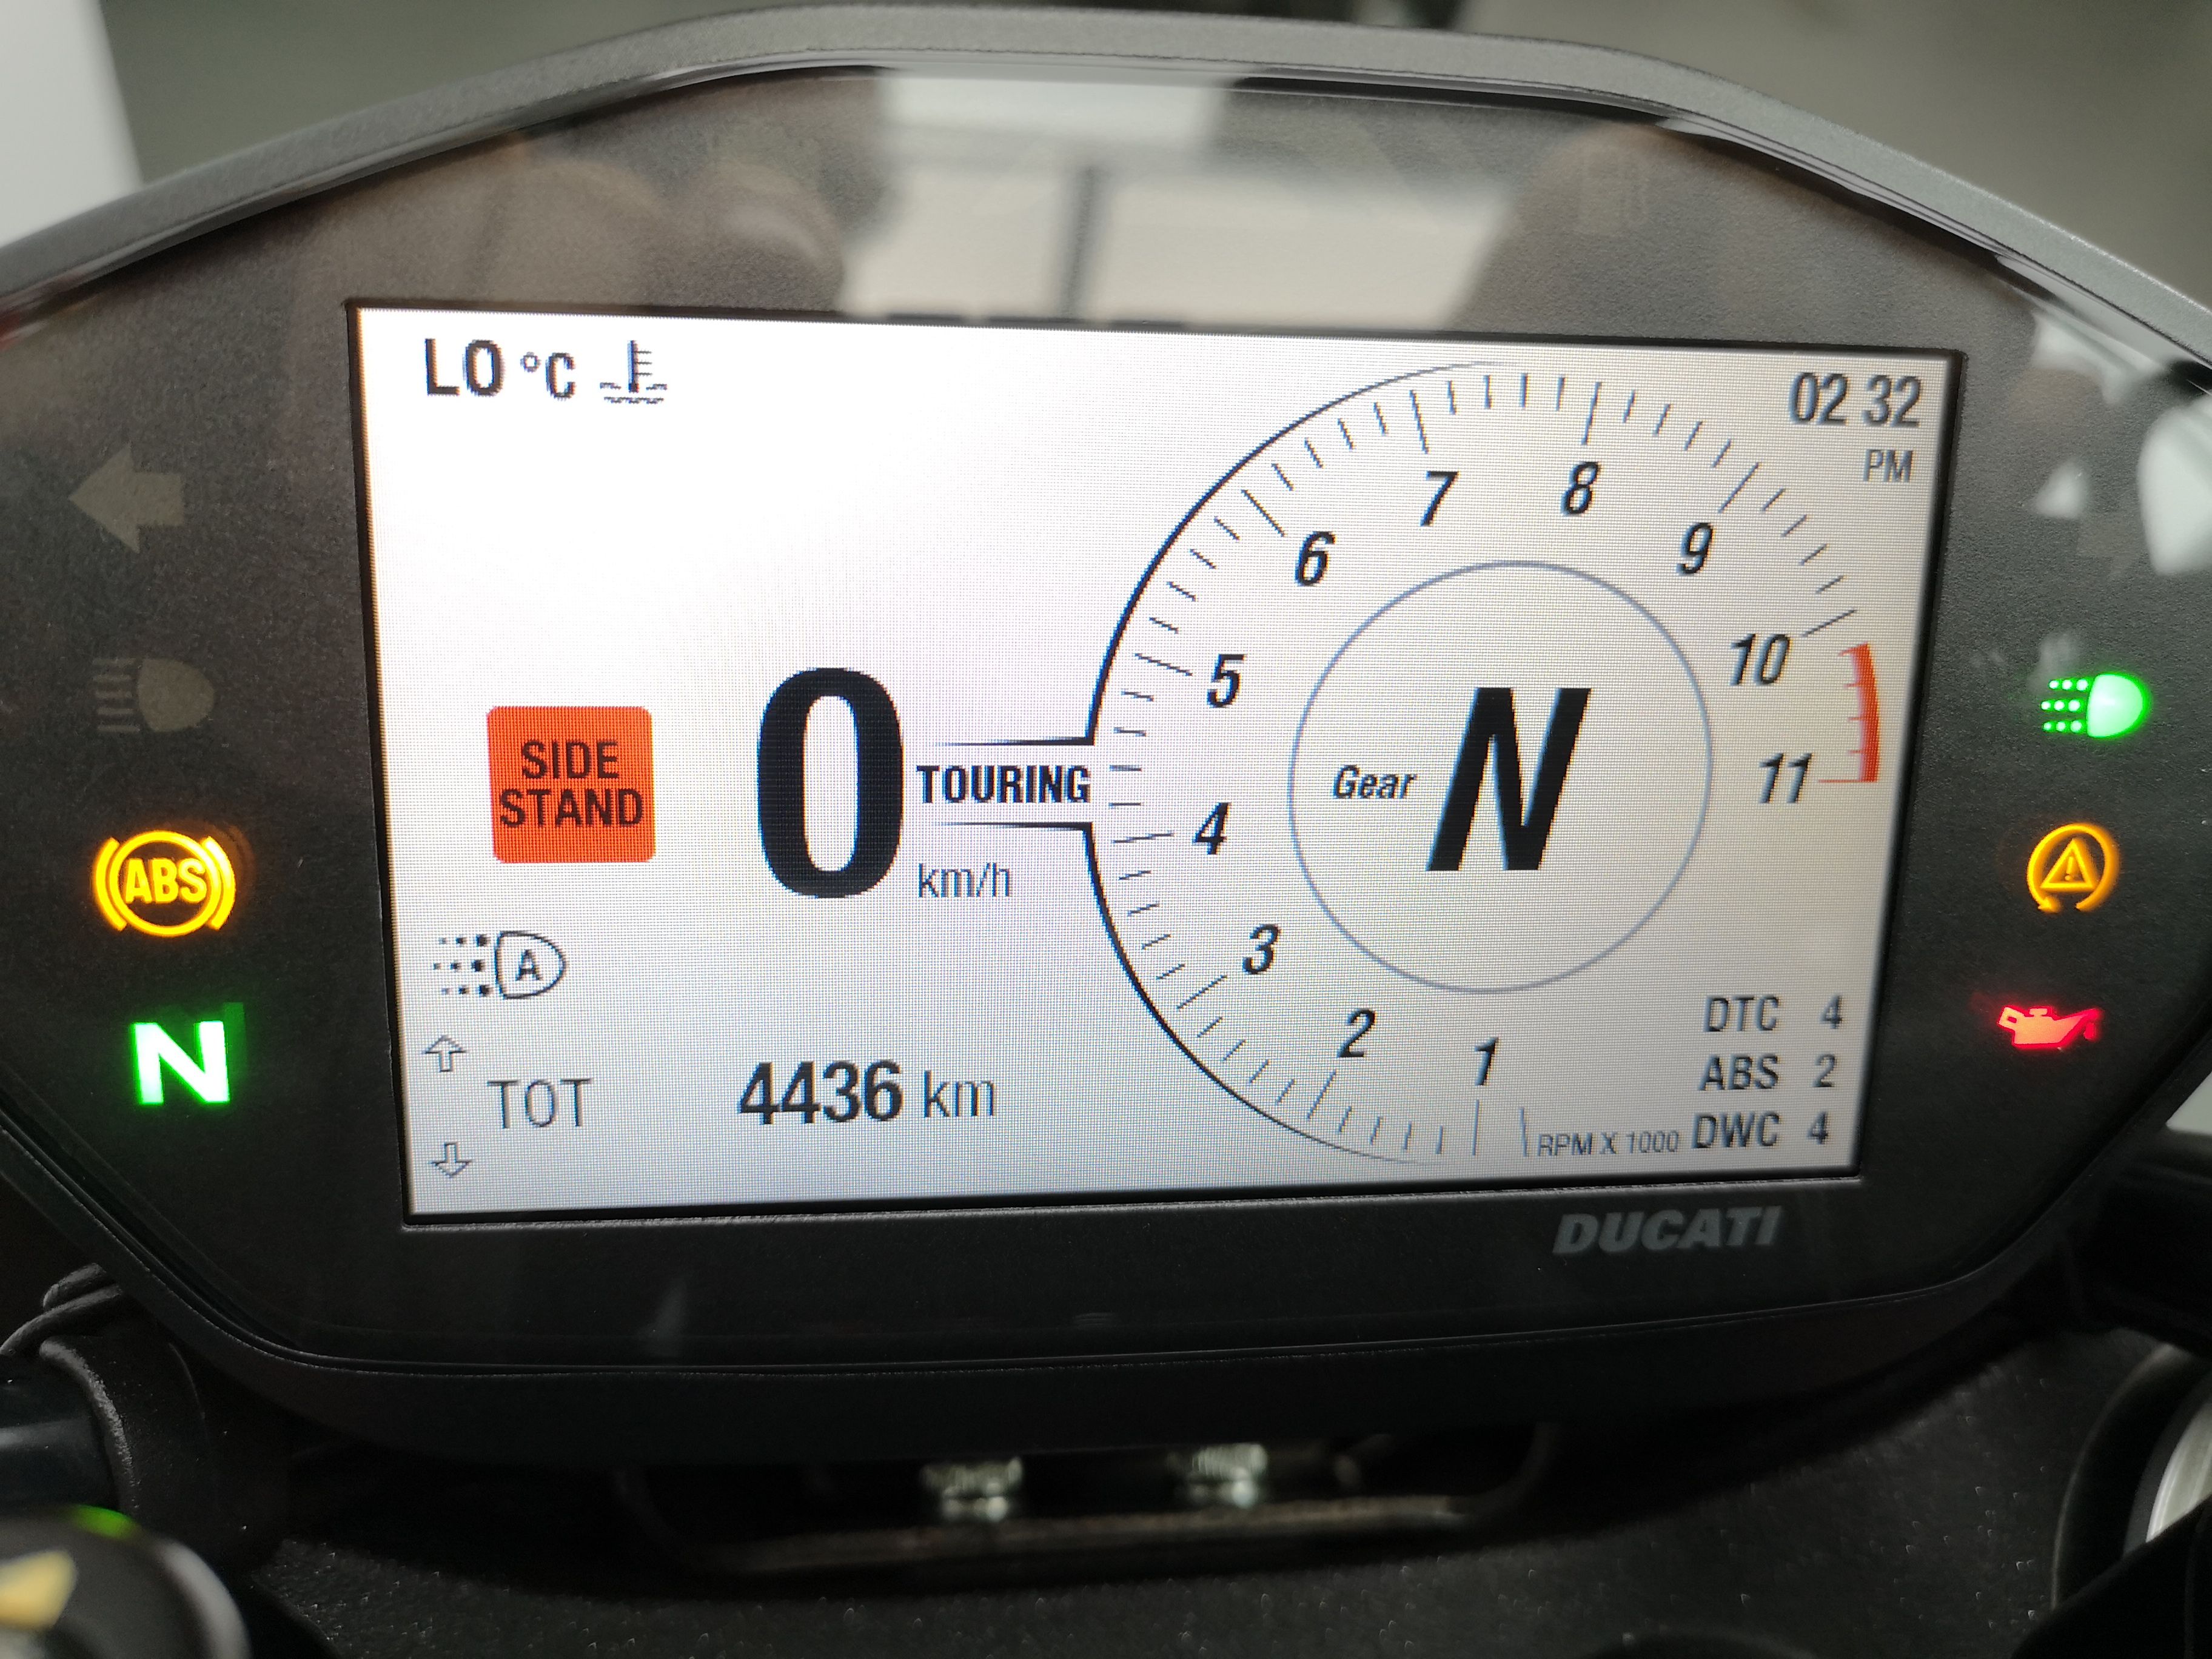 LO °C
02 32
PM
7
8
6
9
5
10
SIDE
STAND
0
TOURING
km/h
Gear
N
11
4
ABS
A
3
2
1
DTC 4
ABS 2
RPM X 1000
DWC 4
N
TOT 4436 km
DUCATI